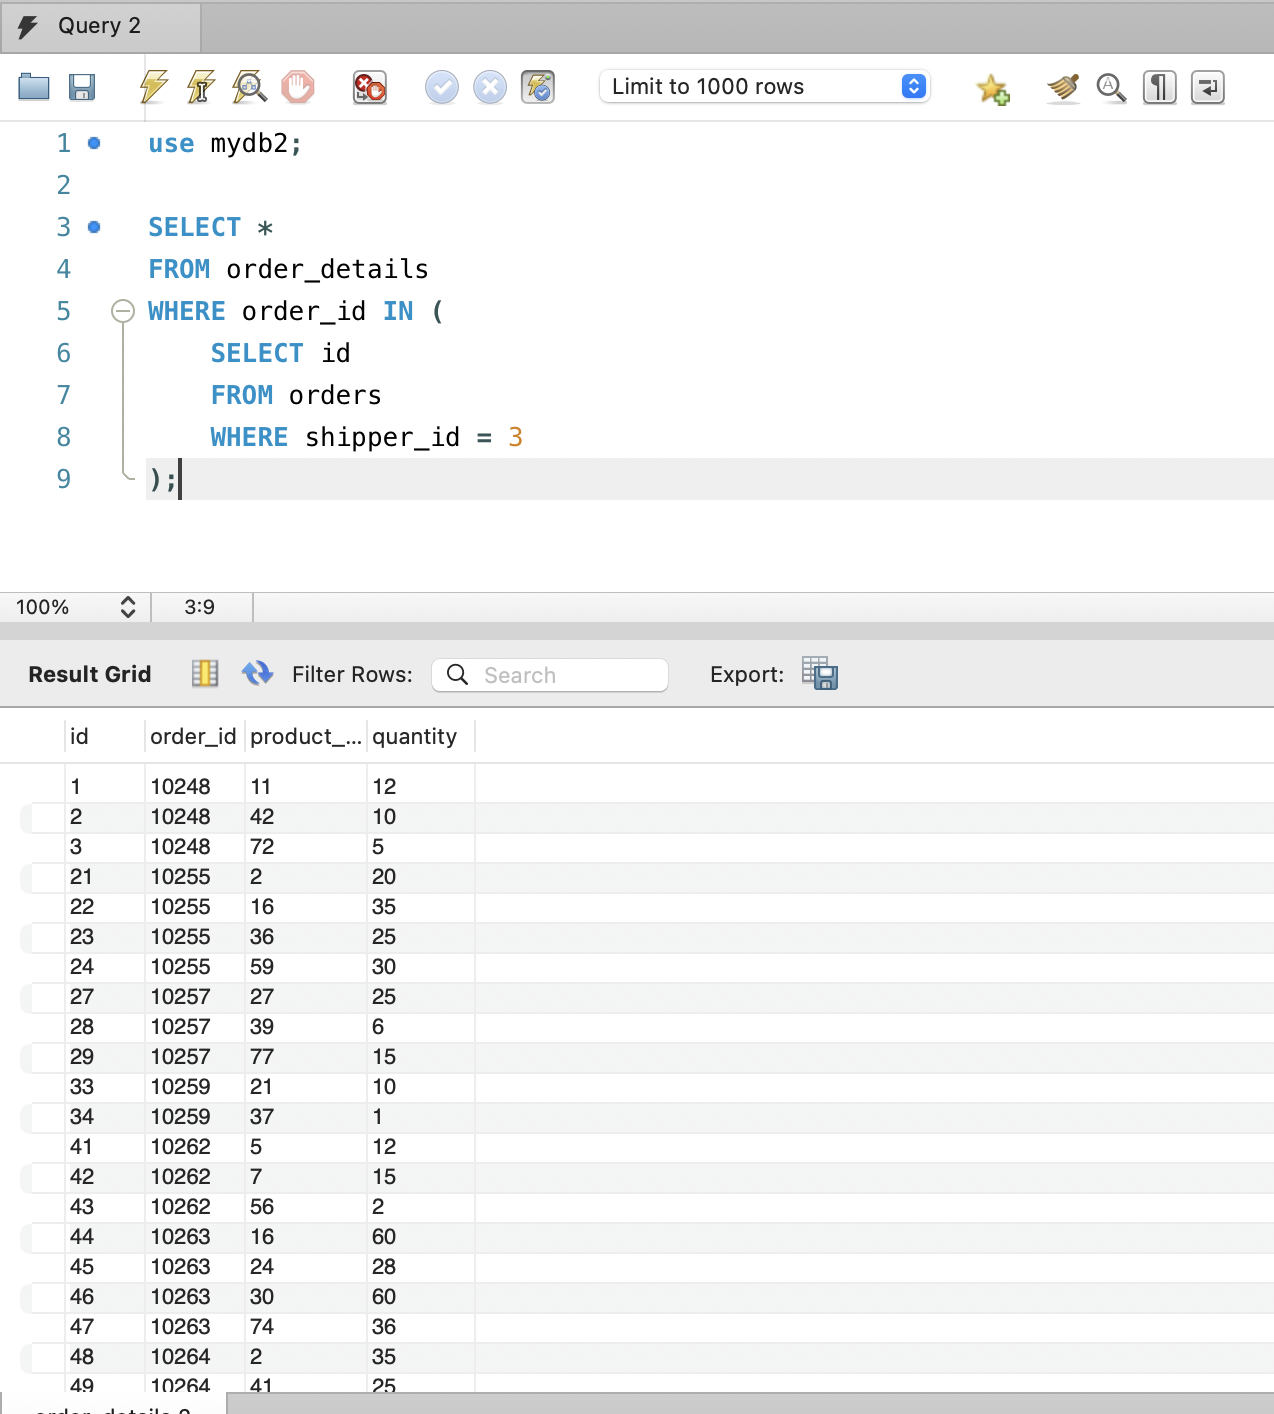 Query 2
Limit to 1000 rows
1 use mydb2;
2
3 SELECT *
4 FROM order_details
5 WHERE order_id IN (
6 SELECT id
7 FROM orders
8 WHERE shipper_id = 3
9 );
100% 3:9
Result Grid Filter Rows: Search Export:
id order_id product_... quantity
1 10248 11 12
2 10248 42 10
3 10248 72 5
21 10255 2 20
22 10255 16 35
23 10255 36 25
24 10255 59 30
27 10257 27 25
28 10257 39 6
29 10257 77 15
33 10259 21 10
34 10259 37 1
41 10262 5 12
42 10262 7 15
43 10262 56 2
44 10263 16 60
45 10263 24 28
46 10263 30 60
47 10263 74 36
48 10264 2 35
49 10264 41 25
order_details 2